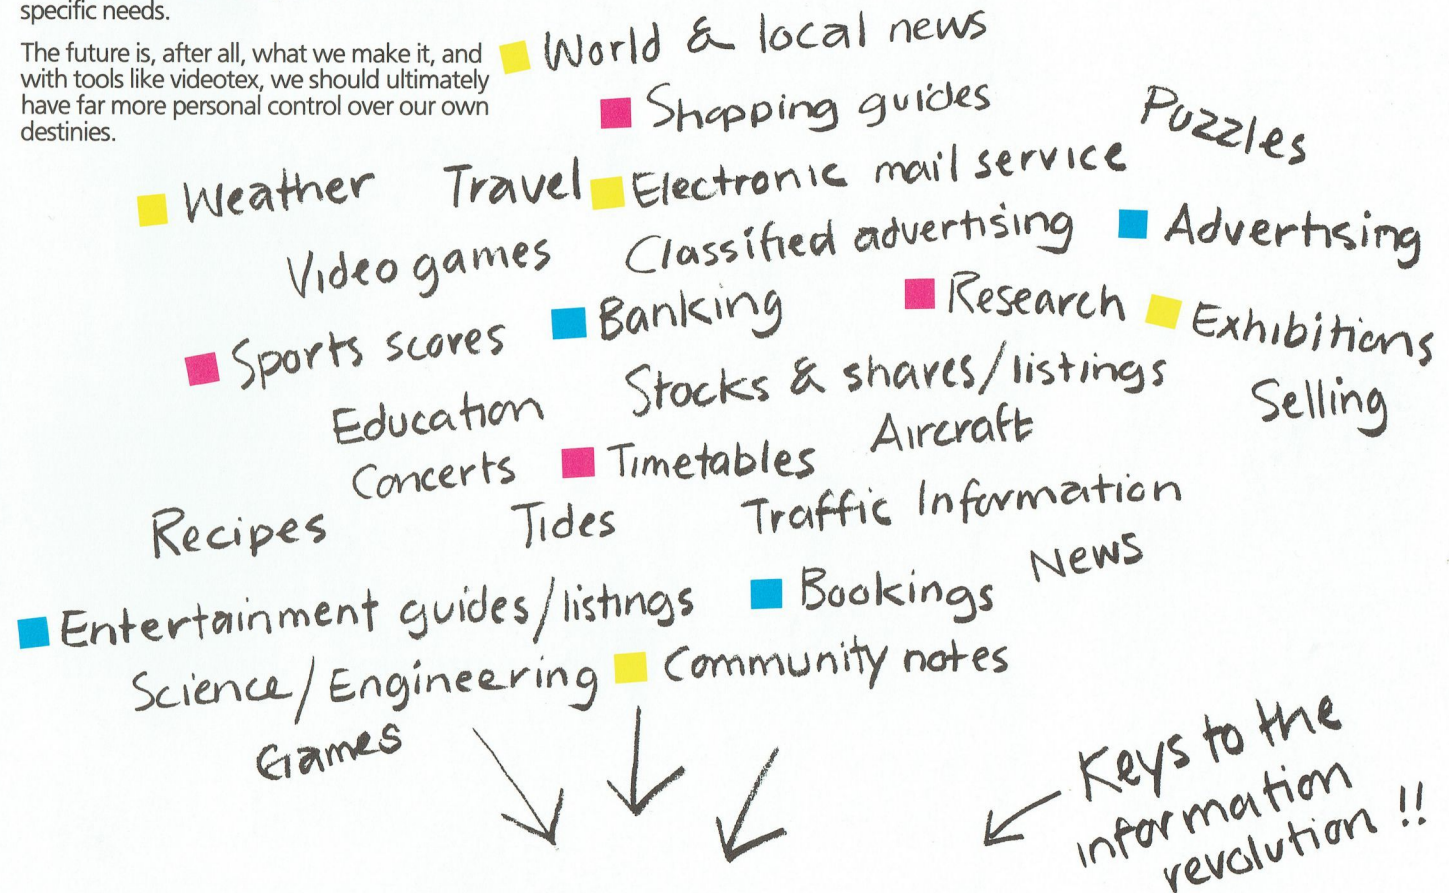 specific needs.
The future is, after all, what we make it, and
with tools like videotex, we should ultimately
have far more personal control over our own
destinies.
World & local news
Shopping guides
Puzzles
Weather Travel Electronic mail service
Video games Classified advertising Advertising
Sports scores Banking Research Exhibitions
Education Stocks & shares/listings Selling
Concerts Timetables Aircraft
Recipes Tides Traffic Information
News
Entertainment guides/listings Bookings
Science/Engineering Community notes
Games
Keys to the
information
revolution !!